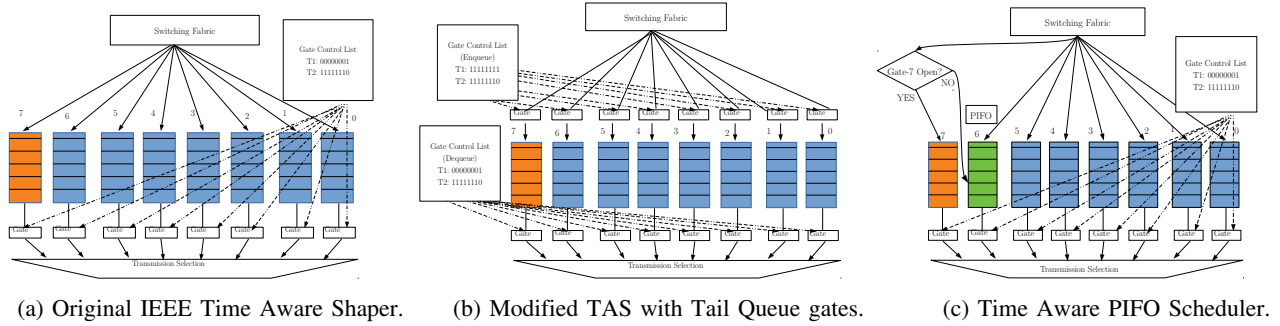 Switching Fabric
Gate Control List
T1: 00000001
T2: 11111110
7
6
5
4
3
2
1
0
Gate
Gate
Gate
Gate
Gate
Gate
Gate
Gate
Transmission Selection
(a) Original IEEE Time Aware Shaper.
Switching Fabric
Gate Control List
(Enqueue)
T1: 11111111
T2: 11111110
Gate
Gate
Gate
Gate
Gate
Gate
Gate
Gate
7
6
5
4
3
2
1
0
Gate Control List
(Dequeue)
T1: 00000001
T2: 11111110
Gate
Gate
Gate
Gate
Gate
Gate
Gate
Gate
Transmission Selection
(b) Modified TAS with Tail Queue gates.
Switching Fabric
Gate-7 Open?
NO
YES
Gate Control List
T1: 00000001
T2: 11111110
PIFO
7
6
5
4
3
2
1
0
Gate
Gate
Gate
Gate
Gate
Gate
Gate
Gate
Transmission Selection
(c) Time Aware PIFO Scheduler.